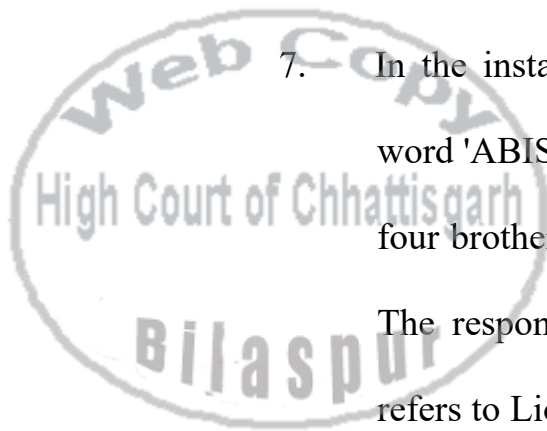 Web Copy
High Court of Chhattisgarh
Bilaspur
7. In the insta
word 'ABIS
four brothe
The respon
refers to Lic